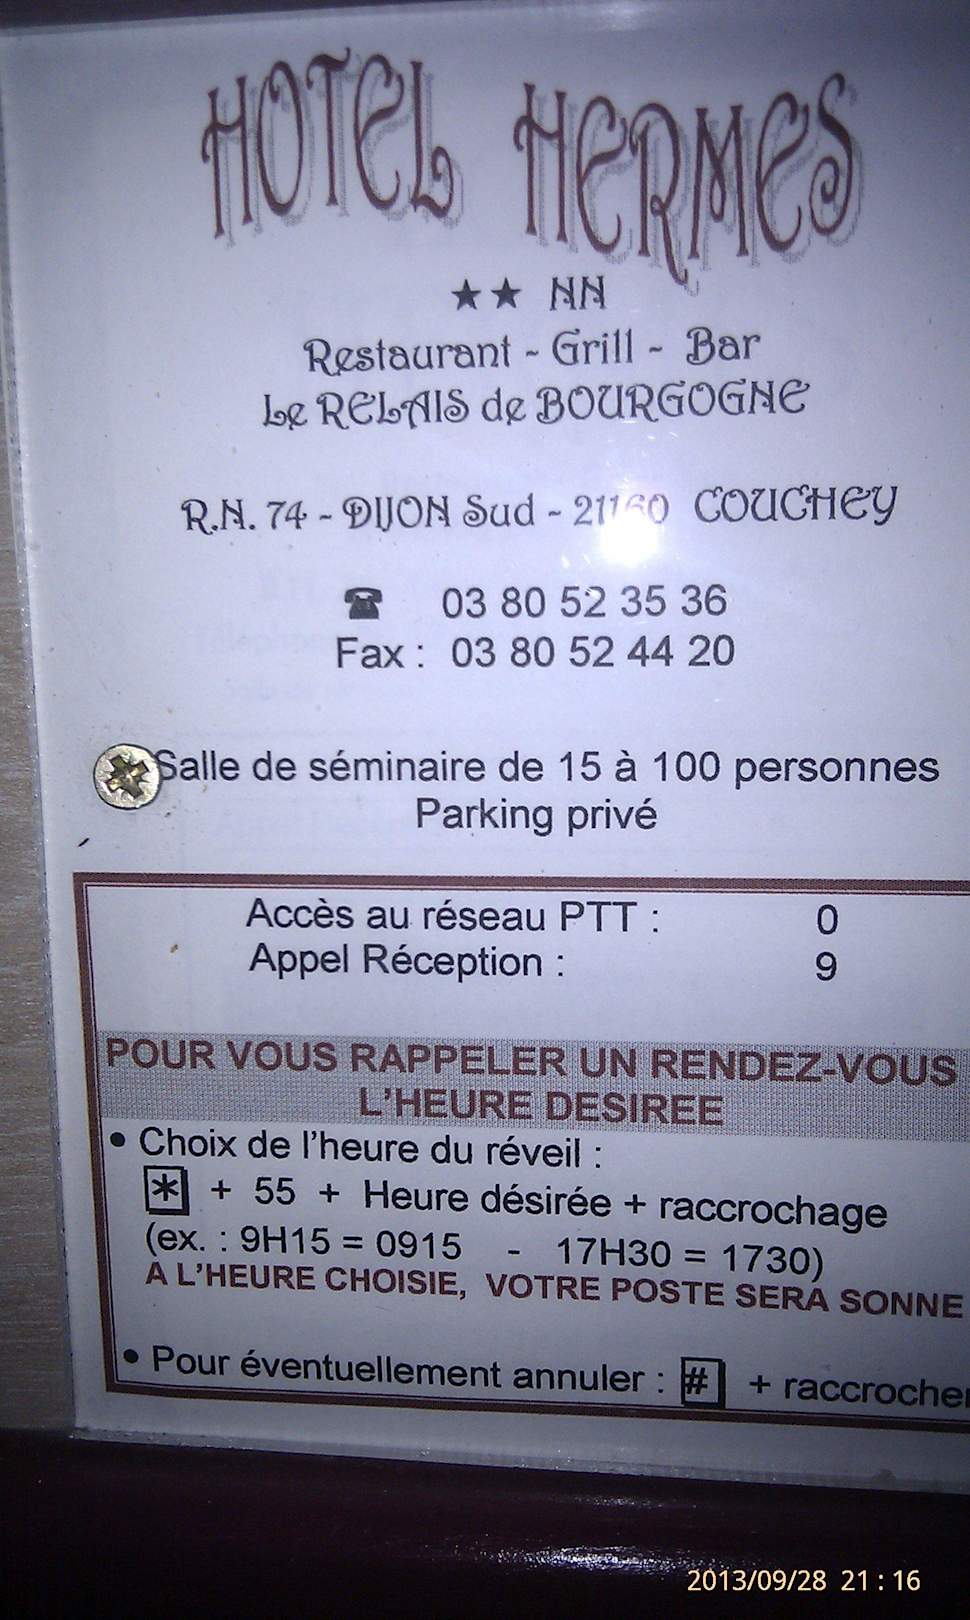 HOTEL HERMES
★★ NN
Restaurant - Grill - Bar
Le RELAIS de BOURGOGNE
R.N. 74 - DIJON Sud - 21160 COUCHEY
☎ 03 80 52 35 36
Fax : 03 80 52 44 20
Salle de séminaire de 15 à 100 personnes
Parking privé
Accès au réseau PTT : 0
Appel Réception : 9
POUR VOUS RAPPELER UN RENDEZ-VOUS
L'HEURE DESIREE
• Choix de l'heure du réveil :
* + 55 + Heure désirée + raccrochage
(ex. : 9H15 = 0915 - 17H30 = 1730)
A L'HEURE CHOISIE, VOTRE POSTE SERA SONNE
• Pour éventuellement annuler : # + raccrocher
2013/09/28 21:16